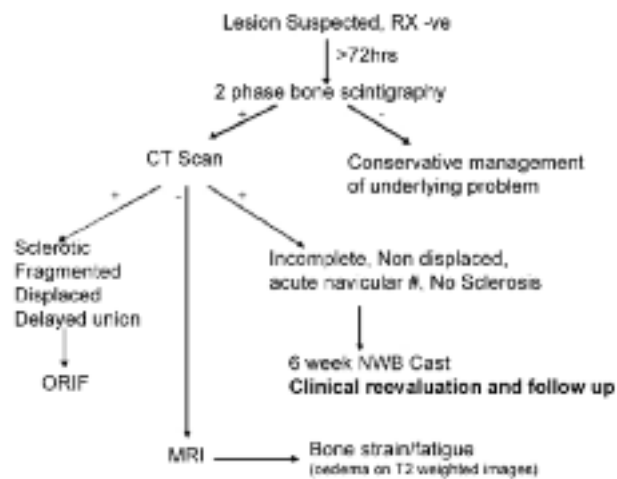 Lesion Suspected, RX -ve
>72hrs
2 phase bone scintigraphy
+
-
CT Scan
Conservative management
of underlying problem
+
-
+
Sclerotic
Fragmented
Displaced
Delayed union
Incomplete, Non displaced,
acute navicular #, No Sclerosis
ORIF
6 week NWB Cast
Clinical reevaluation and follow up
MRI
Bone strain/fatigue
(oedema on T2 weighted images)